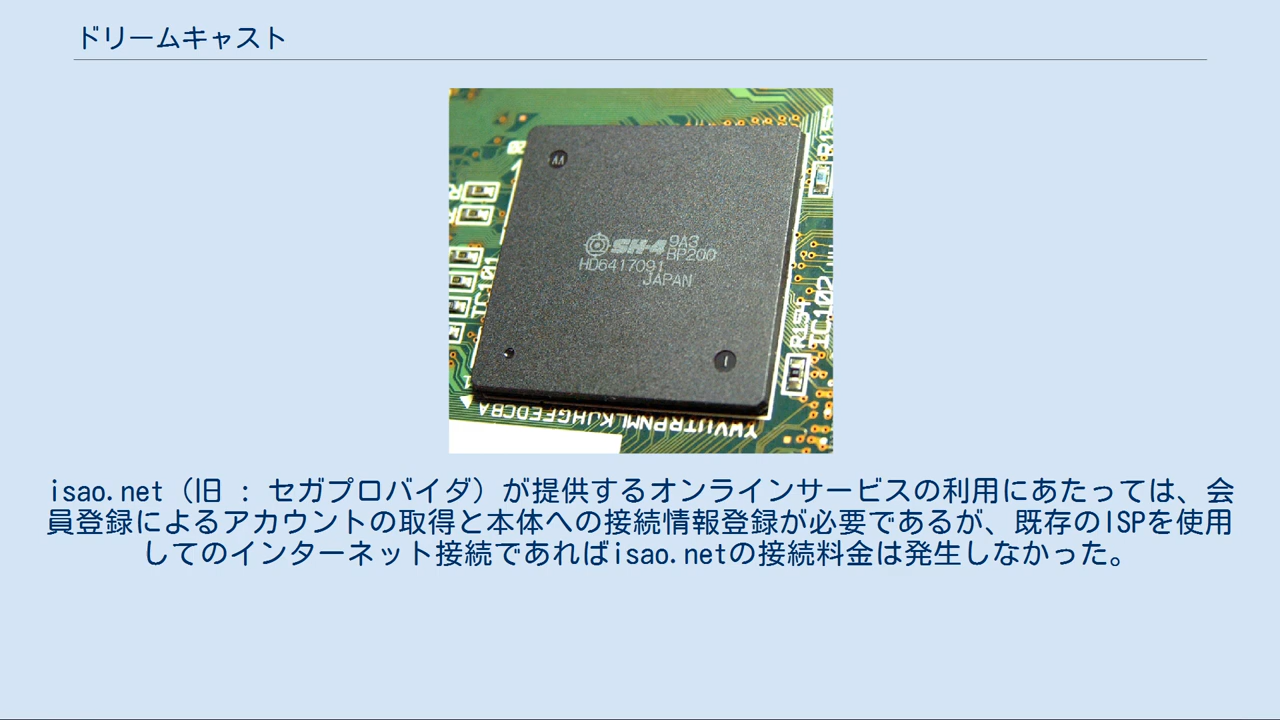 ドリームキャスト
SH-4 9A3
BP200
HD6417091
JAPAN
R154
IC102
IC101
YWVUTRPNMLKJHGFEDCBA
isao.net（旧 : セガプロバイダ）が提供するオンラインサービスの利用にあたっては、会
員登録によるアカウントの取得と本体への接続情報登録が必要であるが、既存のISPを使用
してのインターネット接続であればisao.netの接続料金は発生しなかった。